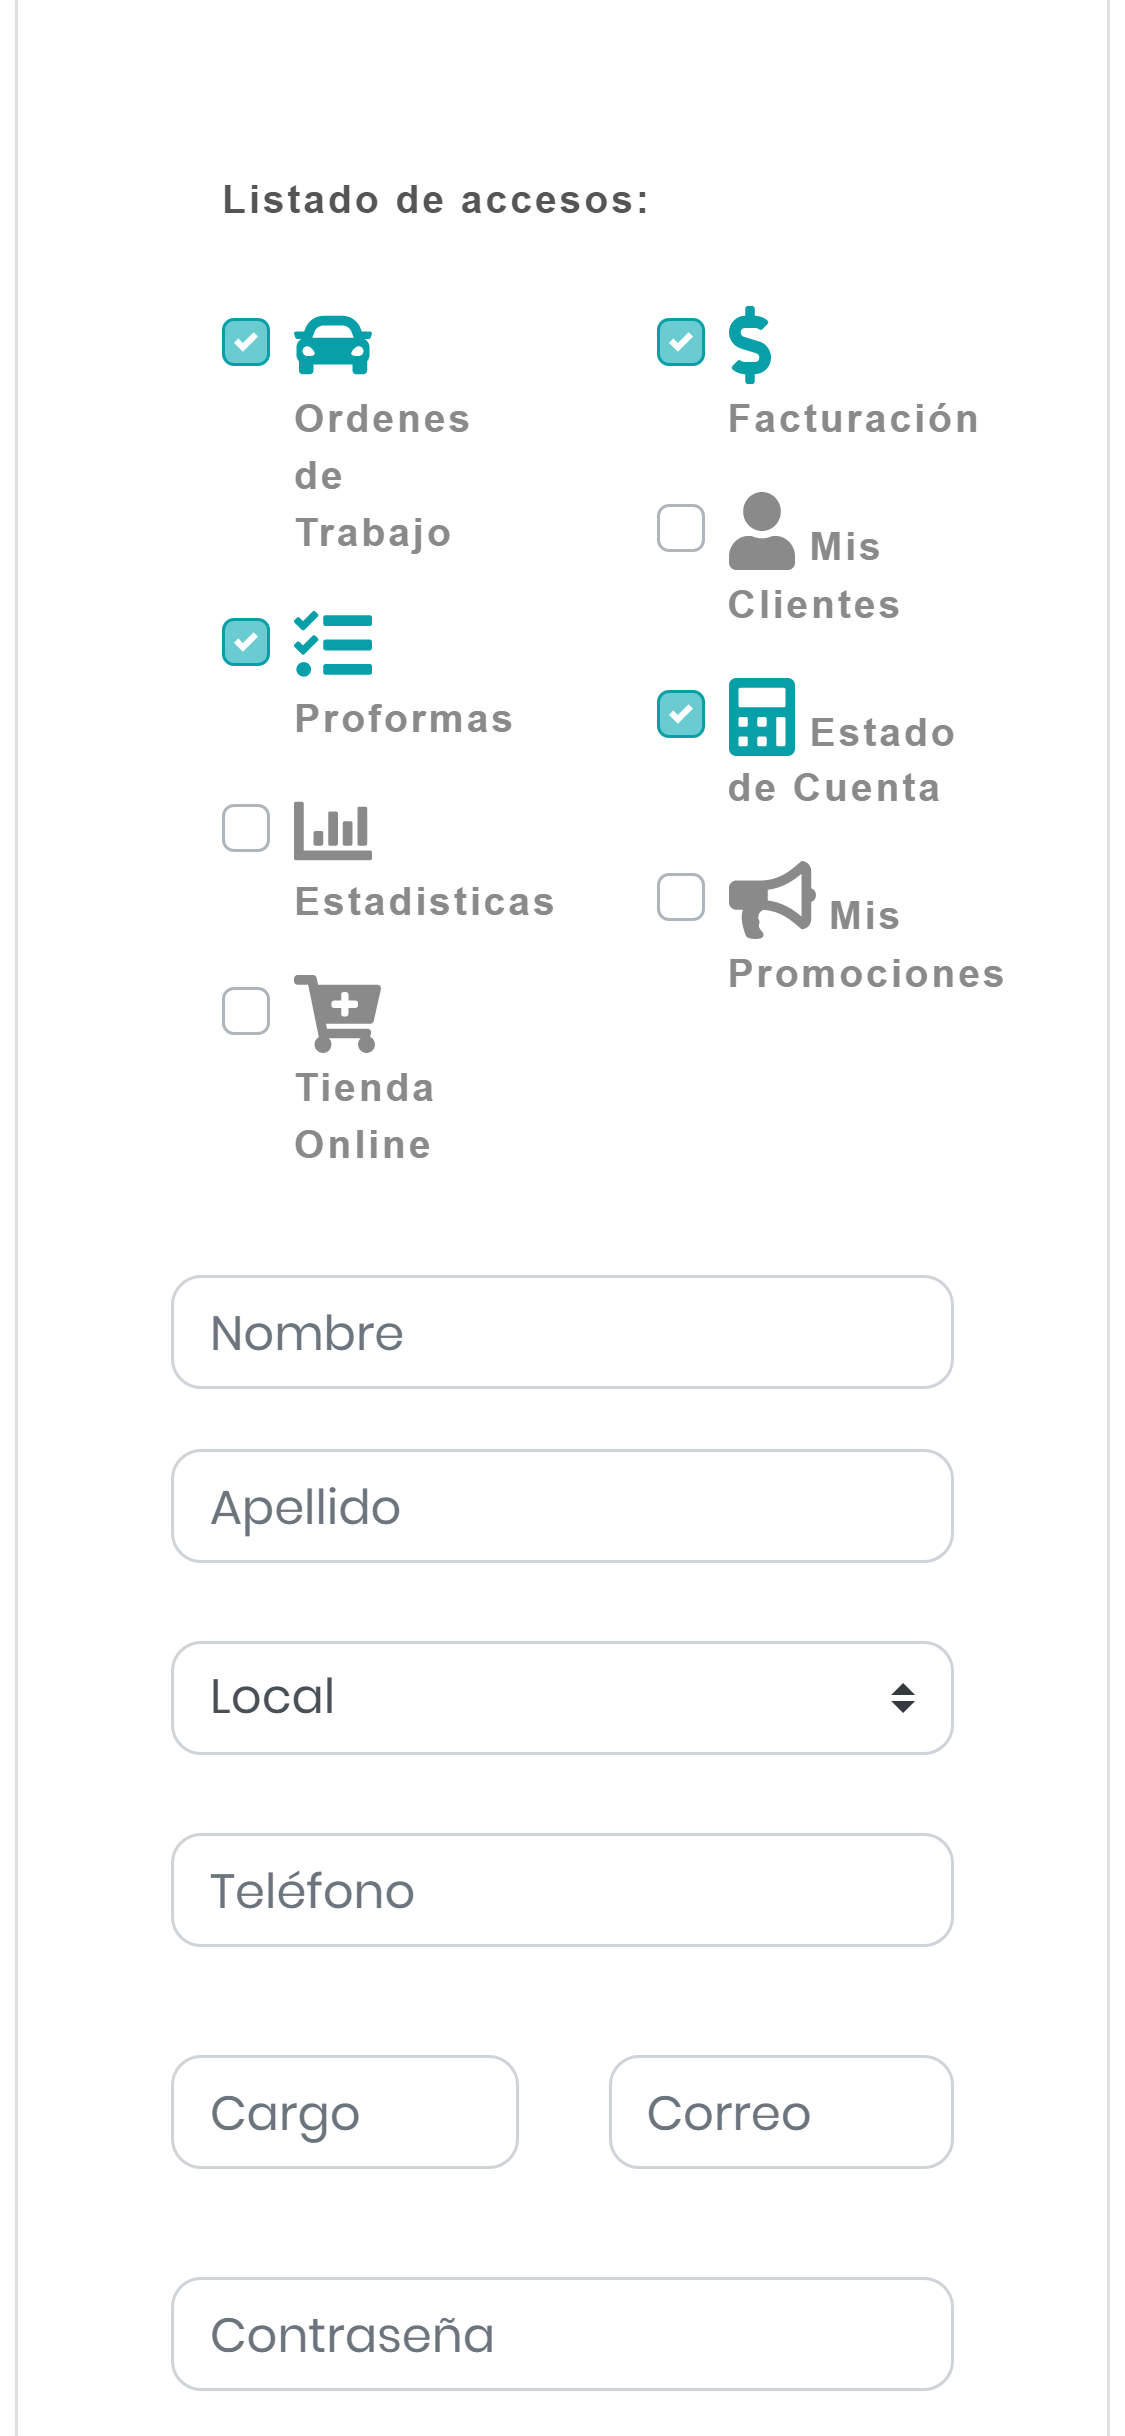 Listado de accesos:
Ordenes
de
Trabajo
Proformas
Estadisticas
Tienda
Online
Facturación
Mis
Clientes
Estado
de Cuenta
Mis
Promociones
Nombre
Apellido
Local
Teléfono
Cargo
Correo
Contraseña